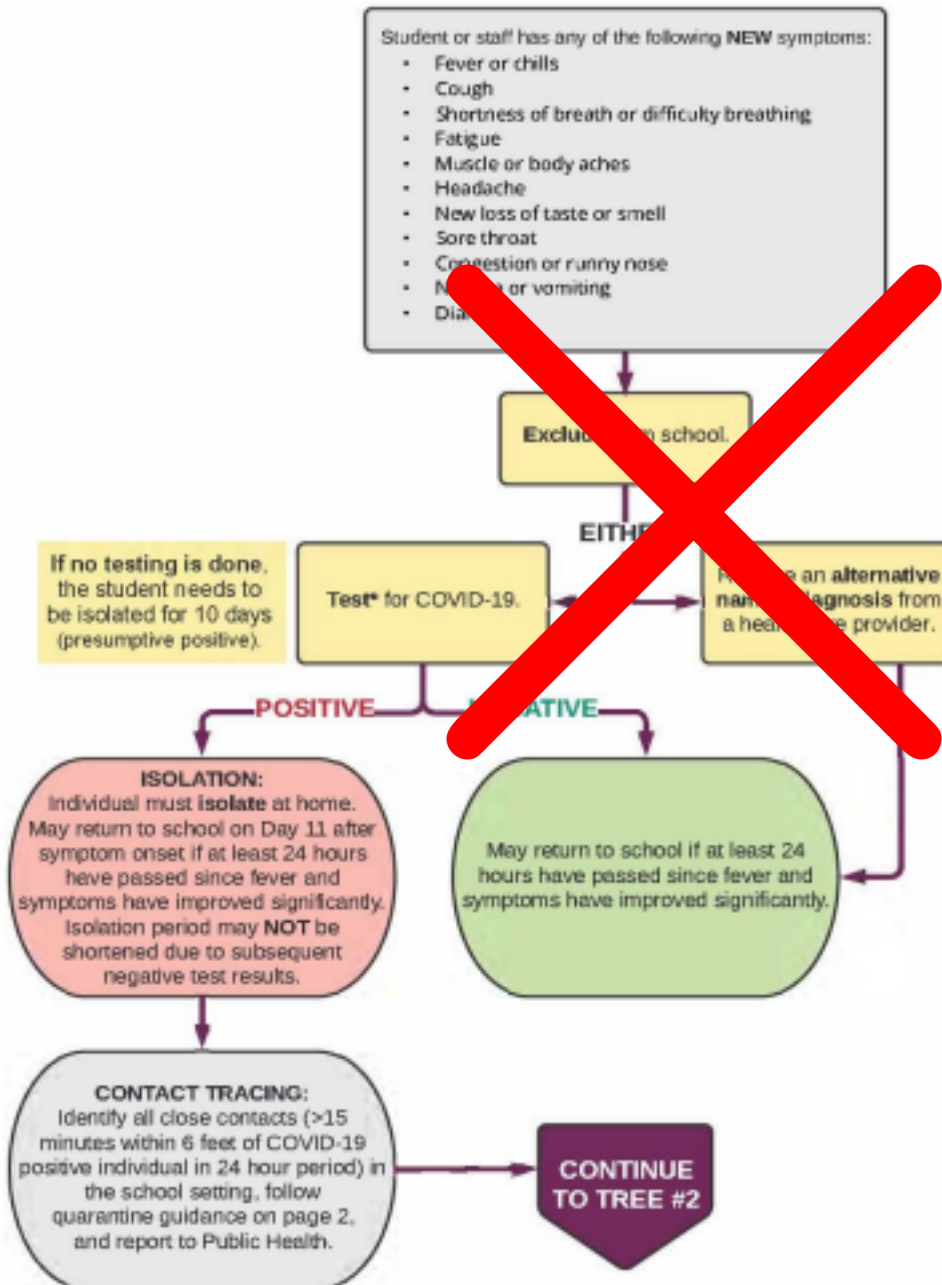 Student or staff has any of the following NEW symptoms:
• Fever or chills
• Cough
• Shortness of breath or difficulty breathing
• Fatigue
• Muscle or body aches
• Headache
• New loss of taste or smell
• Sore throat
• Congestion or runny nose
• or vomiting
•
school.
If no testing is done,
the student needs to
be isolated for 10 days
(presumptive positive).
Test* for COVID-19.
an alternative
from
a provider.
POSITIVE
ISOLATION:
Individual must isolate at home.
May return to school on Day 11 after
symptom onset if at least 24 hours
have passed since fever and
symptoms have improved significantly.
Isolation period may NOT be
shortened due to subsequent
negative test results.
May return to school if at least 24
hours have passed since fever and
symptoms have improved significantly.
CONTACT TRACING:
Identify all close contacts (>15
minutes within 6 feet of COVID-19
positive individual in 24 hour period) in
the school setting, follow
quarantine guidance on page 2,
and report to Public Health.
CONTINUE
TO TREE #2